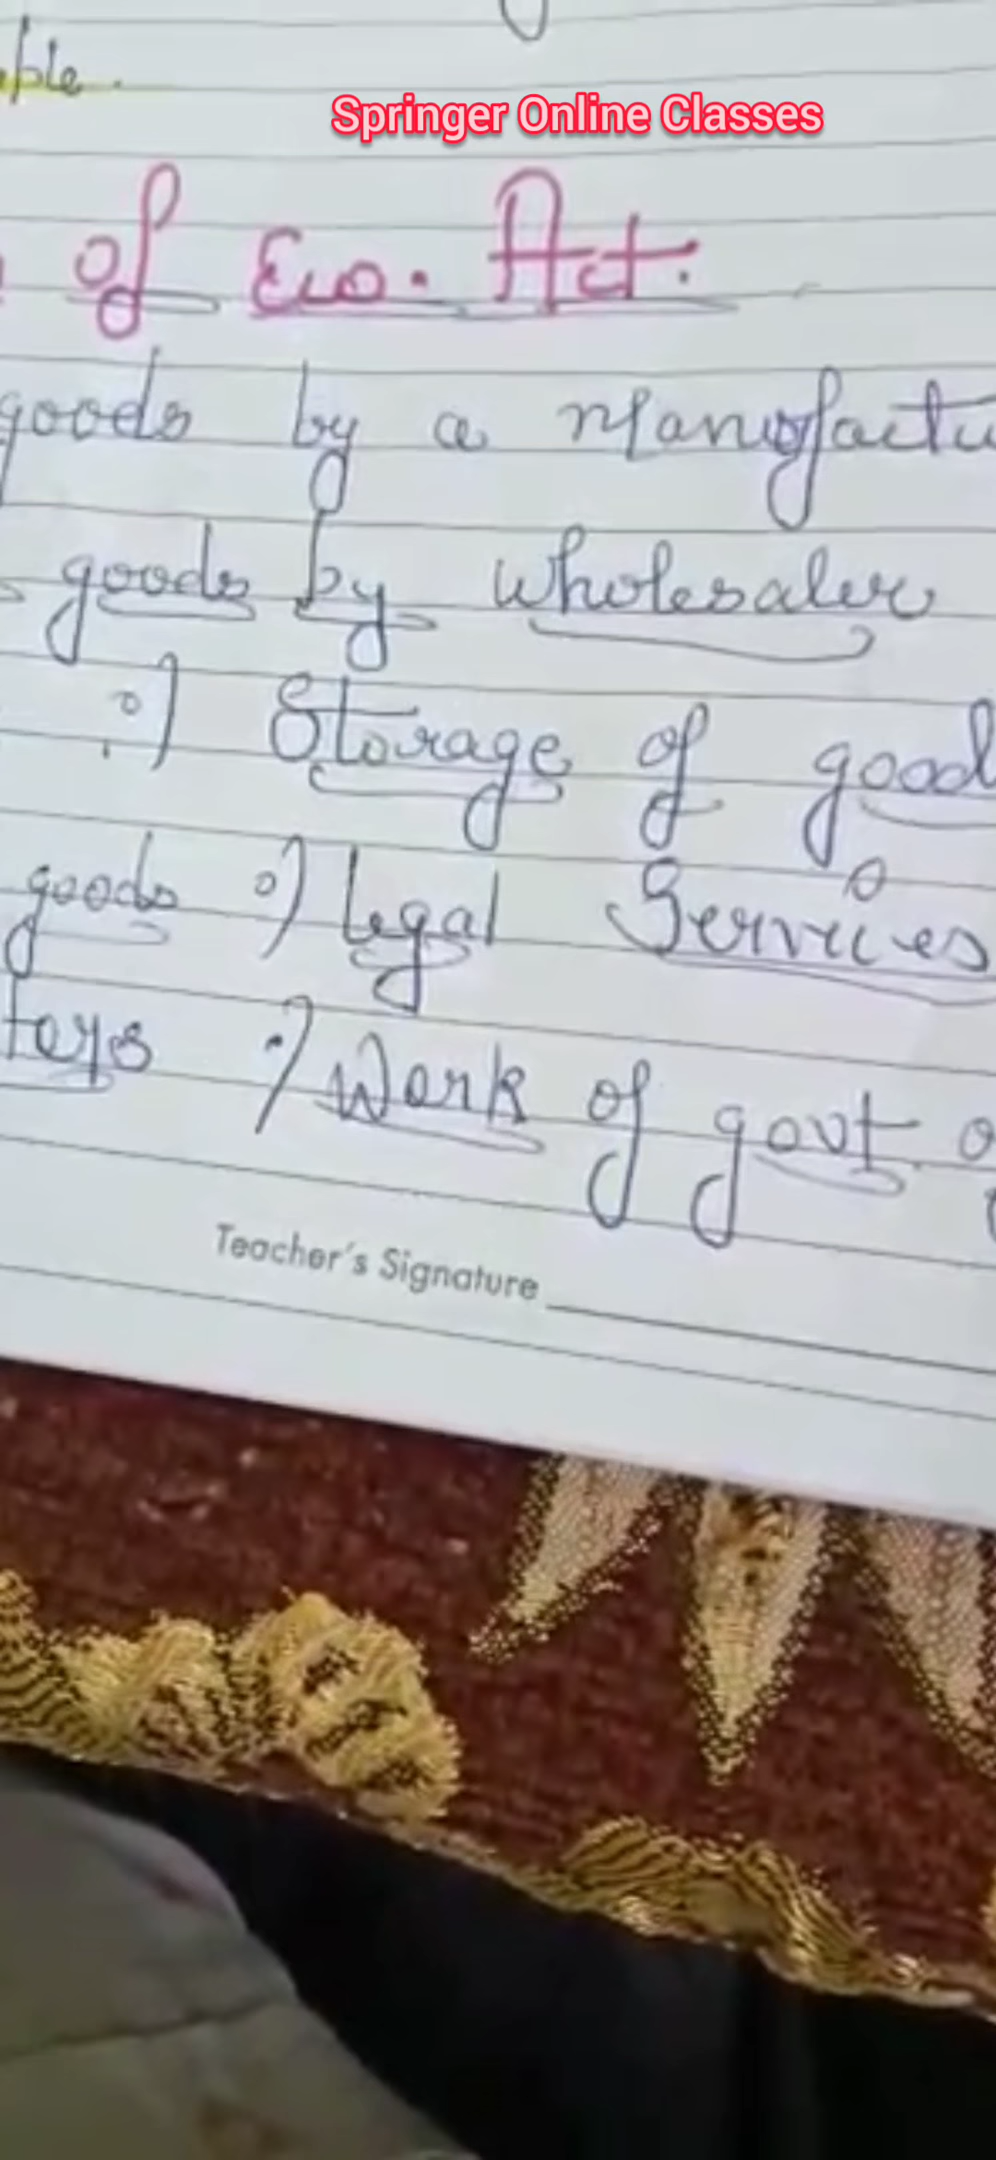 Springer Online Classes
of Eco. Act.
goods by a Manufactu
goods by wholesaler
Storage of good
goods Legal Services
Work of govt
Teacher's Signature